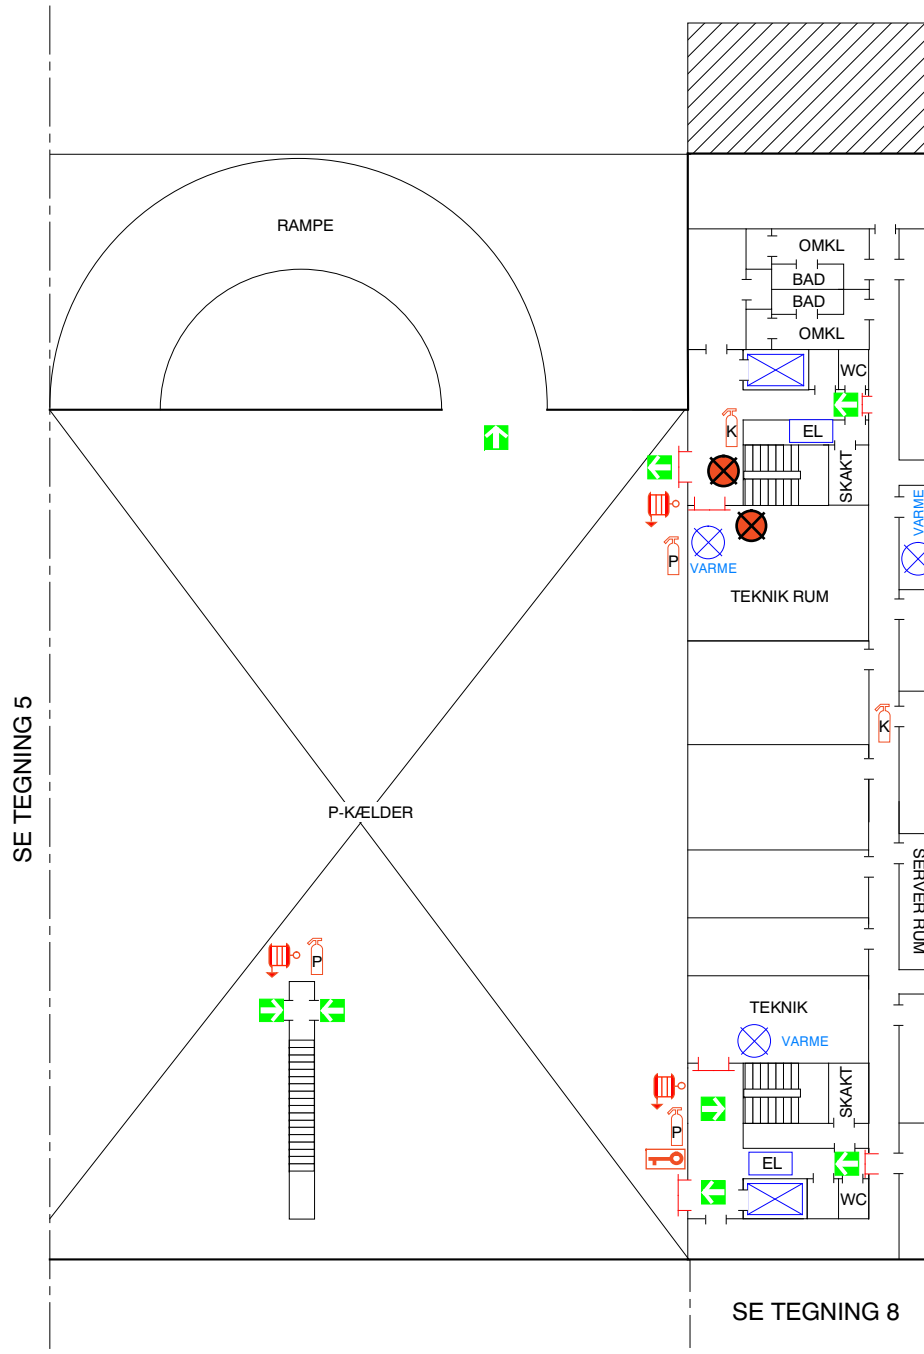 RAMPE
OMKL
BAD
BAD
OMKL
WC
K
EL
SKAKT
VARME
P
VARME
TEKNIK RUM
K
SE TEGNING 5
P-KÆLDER
SERVER RUM
P
TEKNIK
VARME
SKAKT
P
EL
WC
SE TEGNING 8